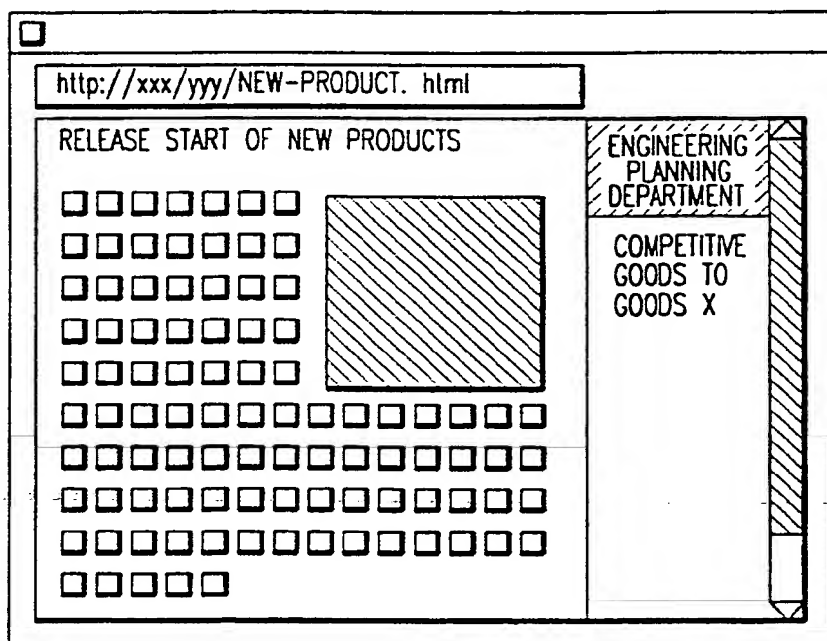 http://xxx/yyy/NEW-PRODUCT. html
RELEASE START OF NEW PRODUCTS
ENGINEERING
PLANNING
DEPARTMENT
COMPETITIVE
GOODS TO
GOODS X